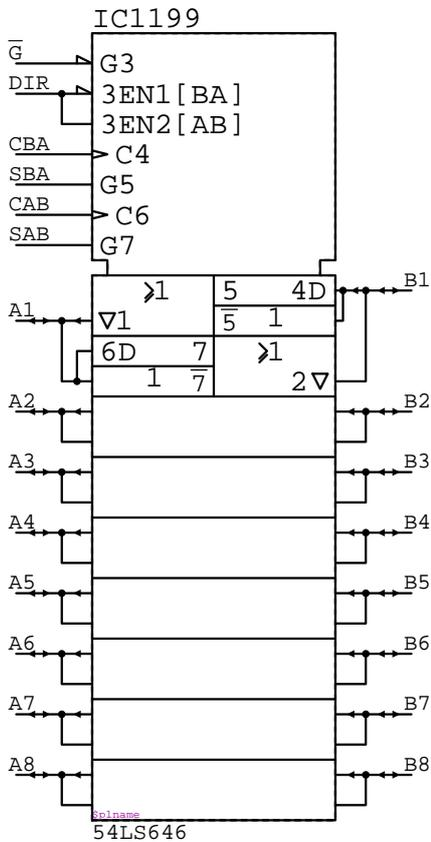 IC1199
G̅
G3
DIR
3EN1[BA]
3EN2[AB]
CBA
C4
SBA
G5
CAB
C6
SAB
G7
≥1
5 4D
B1
A1
▽1
5̅ 1
6D 7
≥1
1 7̅
2▽
A2
B2
A3
B3
A4
B4
A5
B5
A6
B6
A7
B7
A8
B8
$plname
54LS646